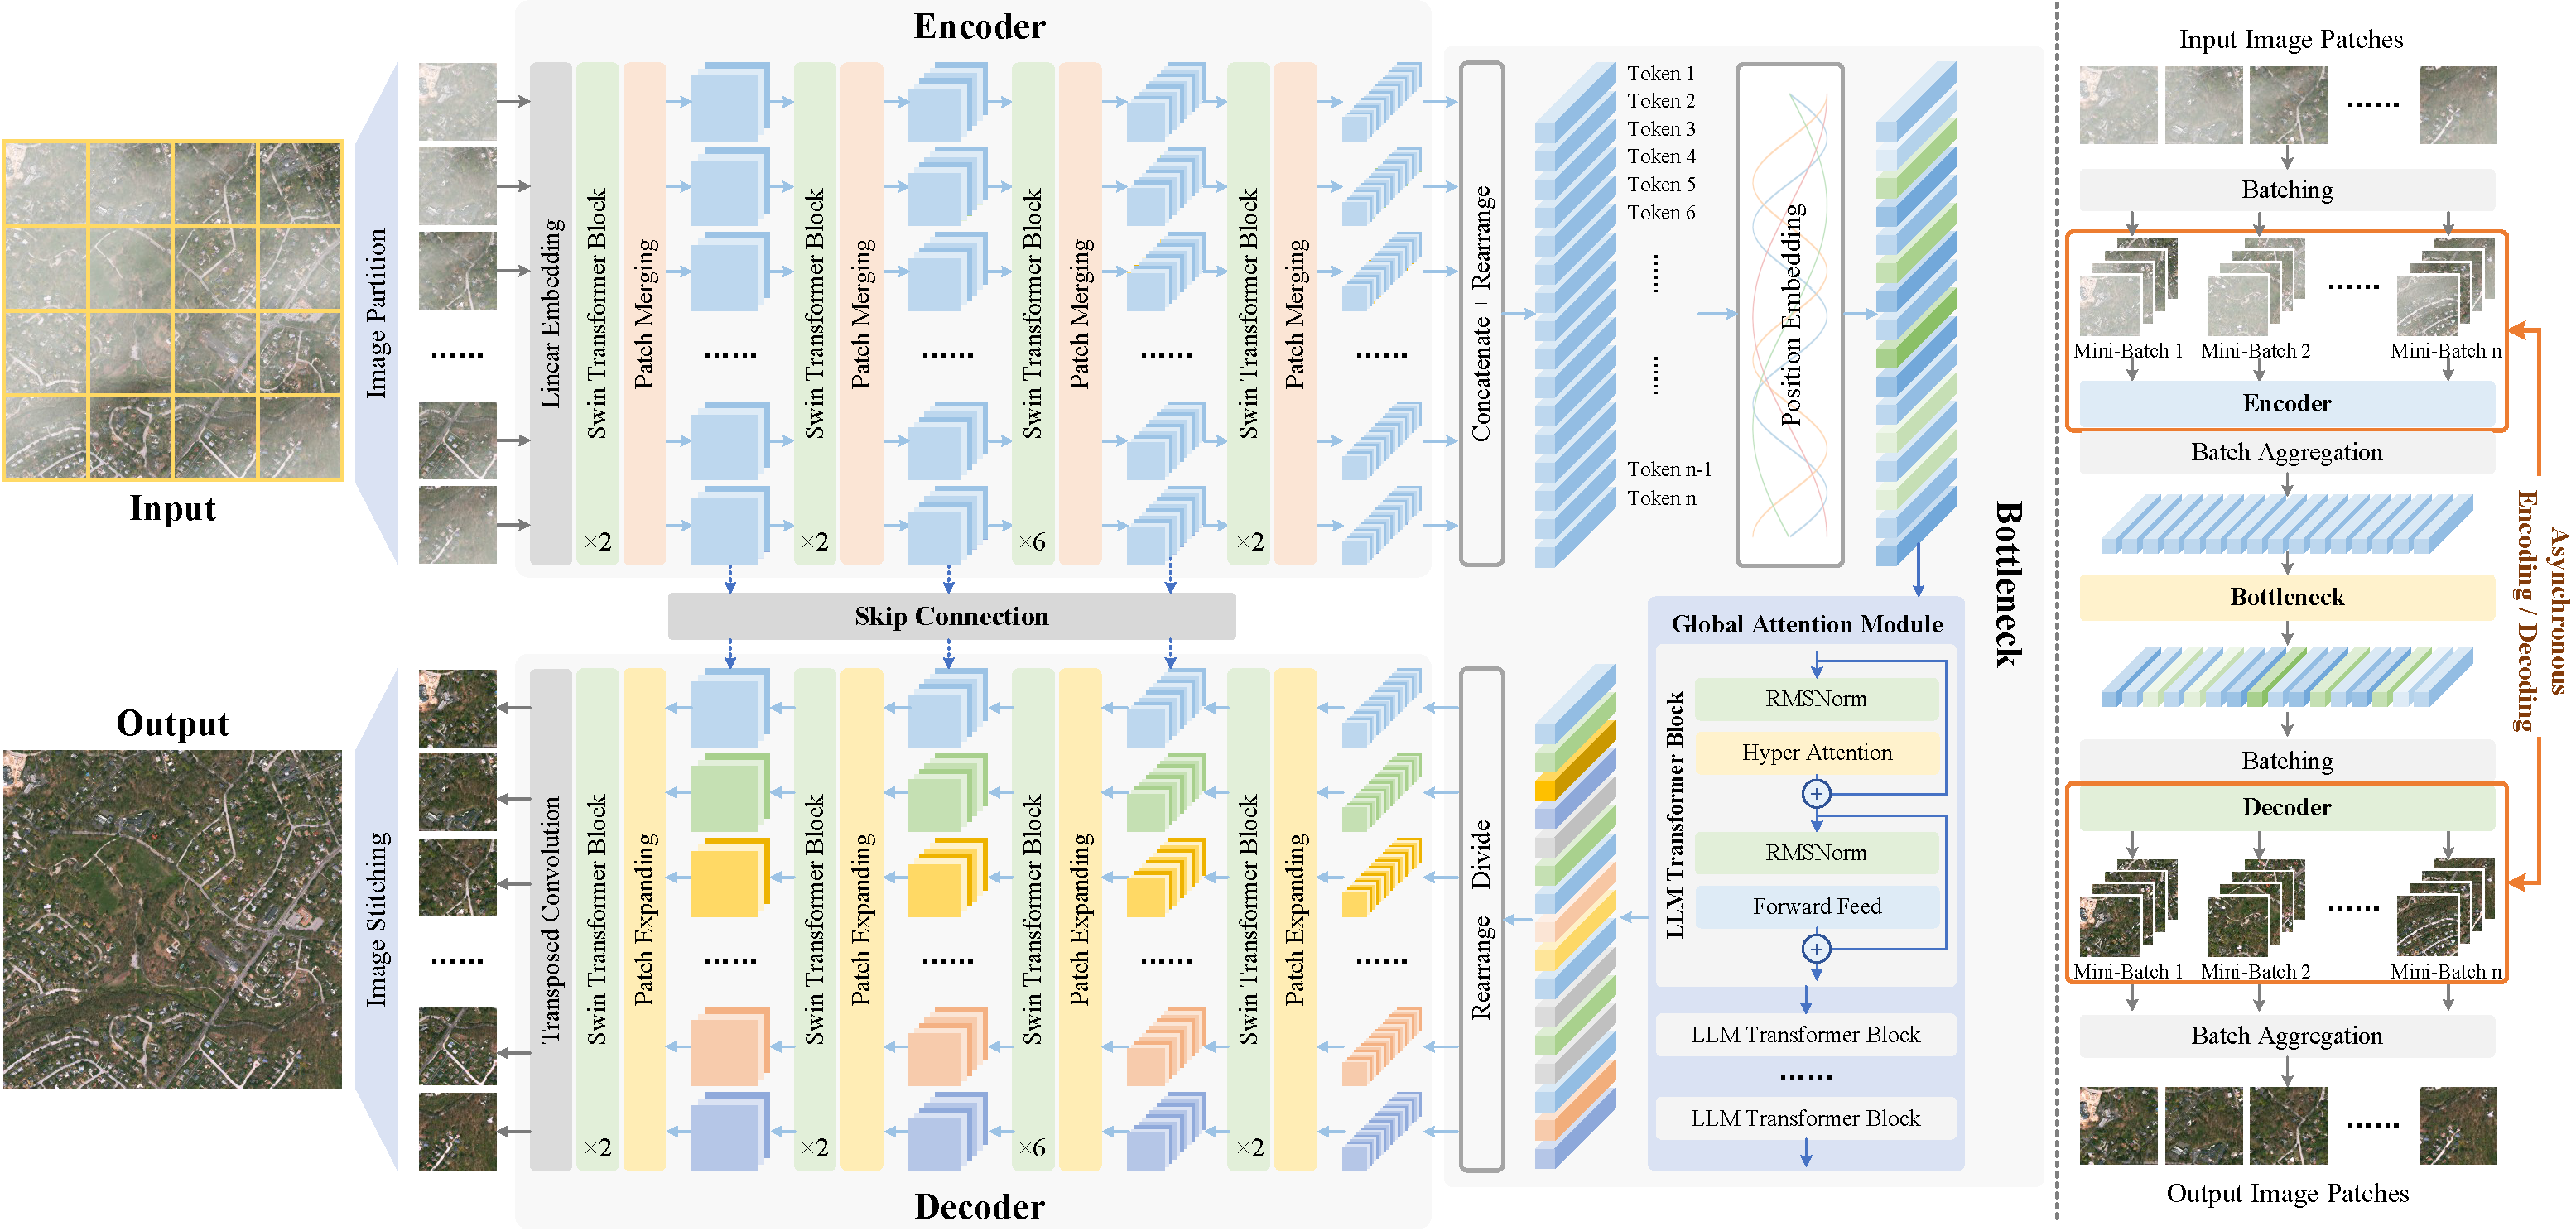 Encoder
Input
Image Partition
Linear Embedding
Swin Transformer Block
×2
Patch Merging
......
Swin Transformer Block
×2
Patch Merging
......
Swin Transformer Block
×6
Patch Merging
......
Swin Transformer Block
×2
Patch Merging
......
......
Concatenate + Rearrange
Token 1
Token 2
Token 3
Token 4
Token 5
Token 6
......
......
Token n-1
Token n
Position Embedding
Bottleneck
Skip Connection
Global Attention Module
LLM Transformer Block
RMSNorm
Hyper Attention
+
RMSNorm
Forward Feed
+
LLM Transformer Block
......
LLM Transformer Block
Rearrange + Divide
Output
Image Stitching
......
Transposed Convolution
Swin Transformer Block
×2
Patch Expanding
......
Swin Transformer Block
×2
Patch Expanding
......
Swin Transformer Block
×6
Patch Expanding
......
Swin Transformer Block
×2
Patch Expanding
......
Decoder
Input Image Patches
......
Batching
......
Mini-Batch 1
Mini-Batch 2
Mini-Batch n
Encoder
Batch Aggregation
Bottleneck
Batching
Decoder
......
Mini-Batch 1
Mini-Batch 2
Mini-Batch n
Batch Aggregation
......
Output Image Patches
Asynchronous
Encoding / Decoding